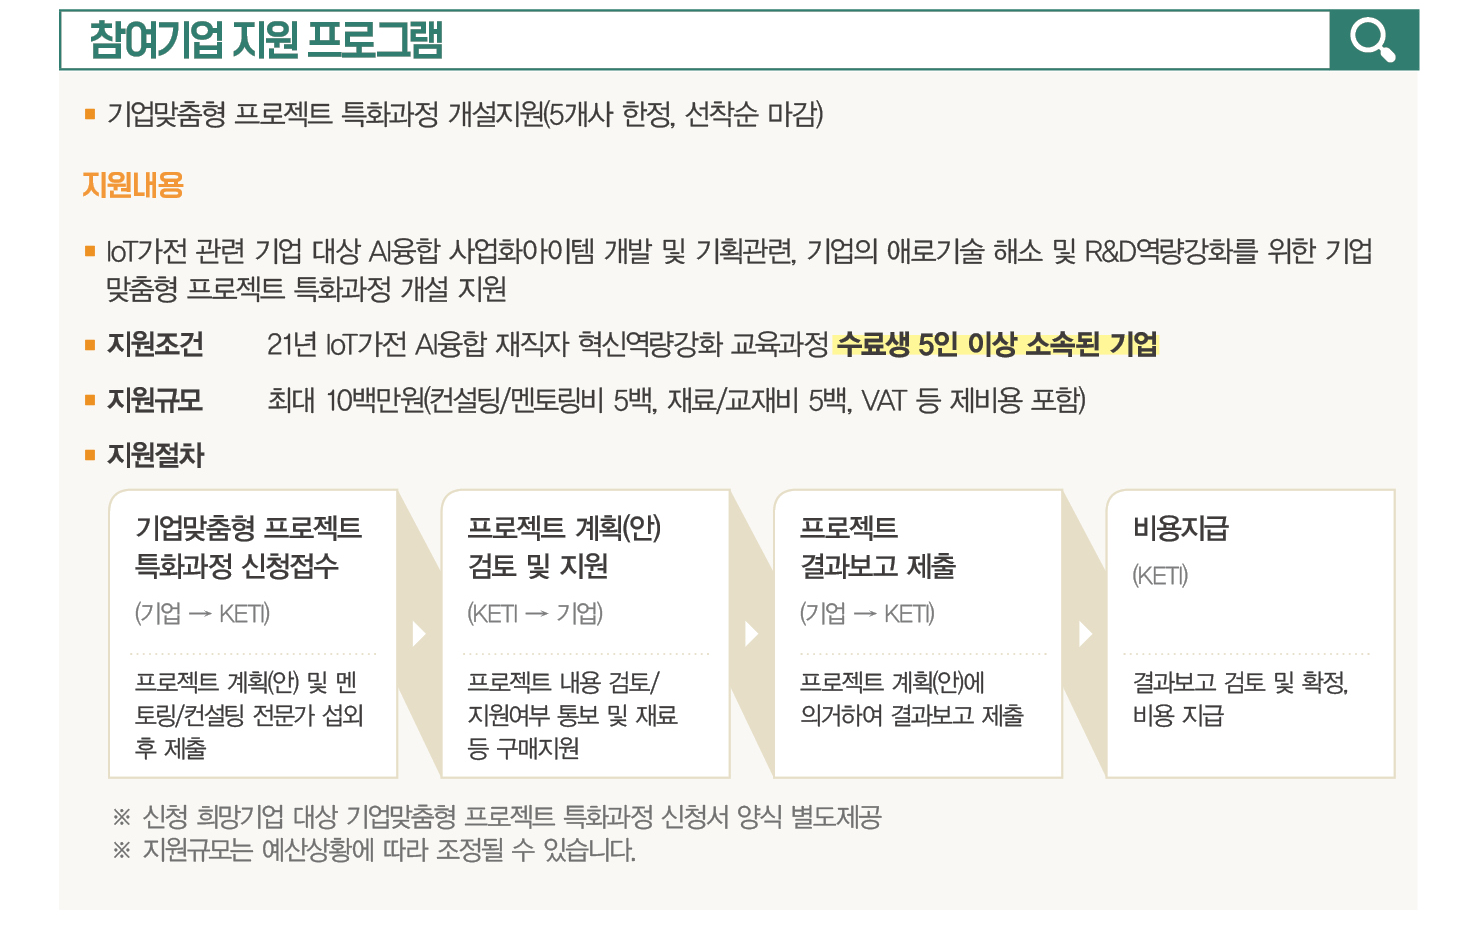 참여기업 지원 프로그램
기업맞춤형 프로젝트 특화과정 개설지원(5개사 한정, 선착순 마감)
지원내용
IoT가전 관련 기업 대상 AI융합 사업화아이템 개발 및 기획관련, 기업의 애로기술 해소 및 R&D역량강화를 위한 기업
맞춤형 프로젝트 특화과정 개설 지원
지원조건 21년 IoT가전 AI융합 재직자 혁신역량강화 교육과정 수료생 5인 이상 소속된 기업
지원규모 최대 10백만원(컨설팅/멘토링비 5백, 재료/교재비 5백, VAT 등 제비용 포함)
지원절차
기업맞춤형 프로젝트
특화과정 신청접수
(기업 → KETI)
프로젝트 계획(안) 및 멘
토링/컨설팅 전문가 섭외
후 제출
프로젝트 계획(안)
검토 및 지원
(KETI → 기업)
프로젝트 내용 검토/
지원여부 통보 및 재료
등 구매지원
프로젝트
결과보고 제출
(기업 → KETI)
프로젝트 계획(안)에
의거하여 결과보고 제출
비용지급
(KETI)
결과보고 검토 및 확정,
비용 지급
※ 신청 희망기업 대상 기업맞춤형 프로젝트 특화과정 신청서 양식 별도제공
※ 지원규모는 예산상황에 따라 조정될 수 있습니다.